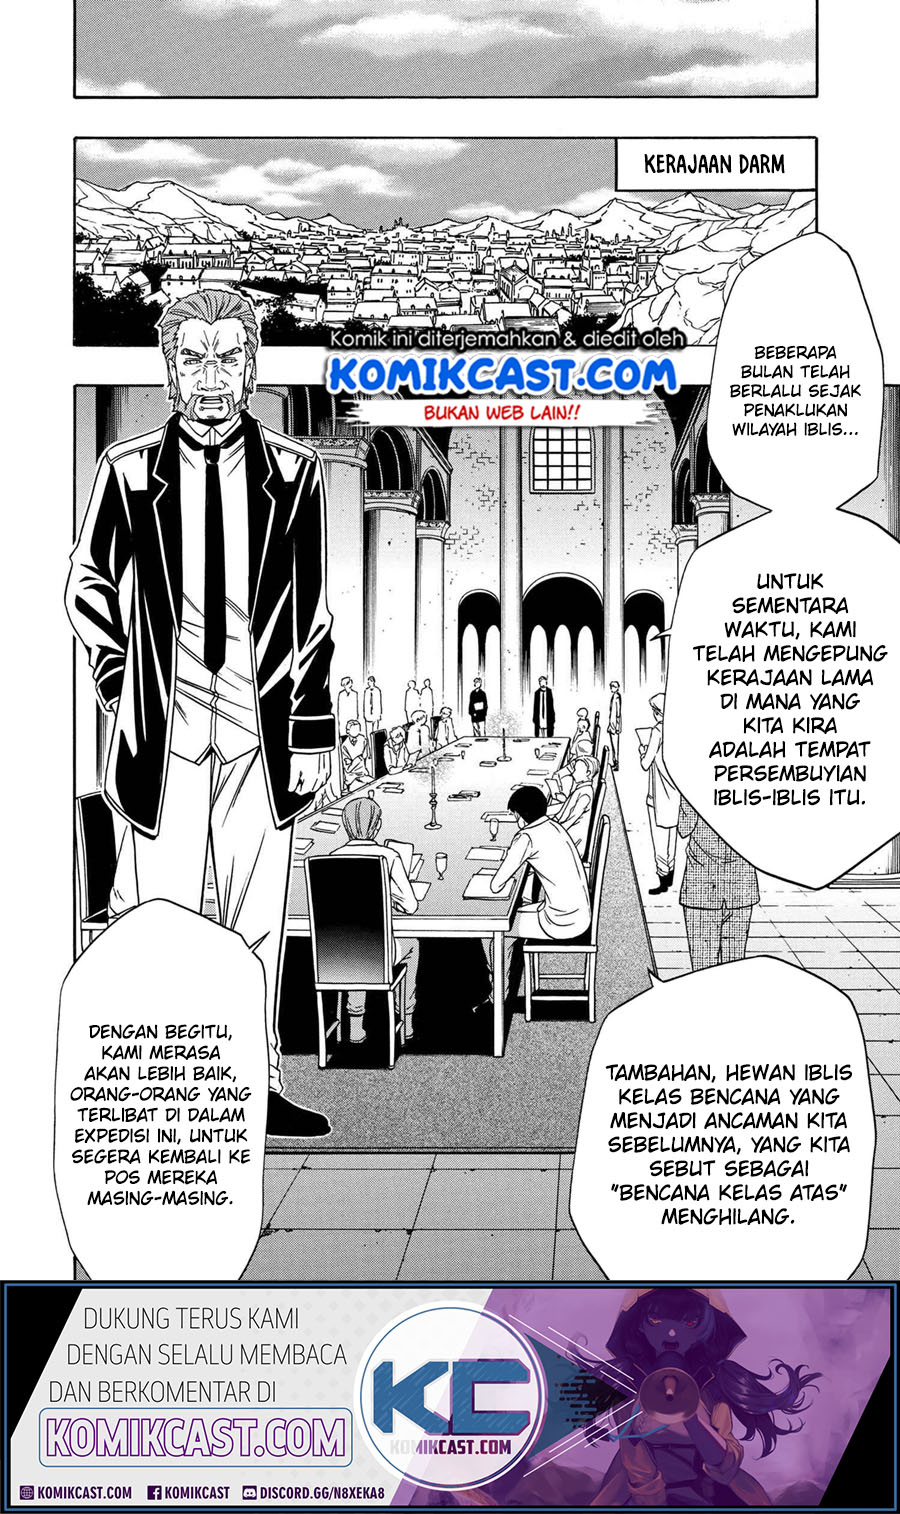 KERAJAAN DARM
Komik ini diterjemahkan & diedit oleh
KOMIKCAST.COM
BUKAN WEB LAIN!!
BEBERAPA
BULAN TELAH
BERLALU SEJAK
PENAKLUKAN
WILAYAH IBLIS...
UNTUK
SEMENTARA
WAKTU, KAMI
TELAH MENGEPUNG
KERAJAAN LAMA
DI MANA YANG
KITA KIRA
ADALAH TEMPAT
PERSEMBUYIAN
IBLIS-IBLIS ITU.
TAMBAHAN, HEWAN IBLIS
KELAS BENCANA YANG
MENJADI ANCAMAN KITA
SEBELUMNYA, YANG KITA
SEBUT SEBAGAI
"BENCANA KELAS ATAS"
MENGHILANG.
DENGAN BEGITU,
KAMI MERASA
AKAN LEBIH BAIK,
ORANG-ORANG YANG
TERLIBAT DI DALAM
EXPEDISI INI, UNTUK
SEGERA KEMBALI KE
POS MEREKA
MASING-MASING.
DUKUNG TERUS KAMI
DENGAN SELALU MEMBACA
DAN BERKOMENTAR DI
KOMIKCAST.COM
KC
KOMIKCAST.COM
KOMIKCAST.COM KOMIKCAST DISCORD.GG/N8XEKA8